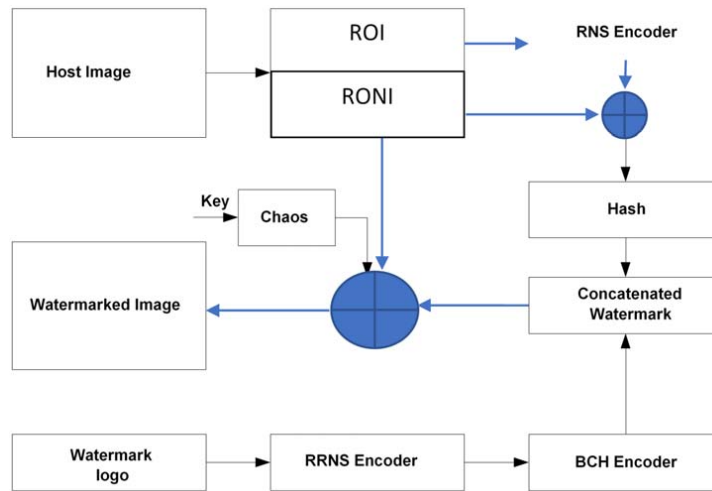 ROI
RNS Encoder
Host Image
RONI
Key
Chaos
Hash
Watermarked Image
Concatenated
Watermark
Watermark
logo
RRNS Encoder
BCH Encoder